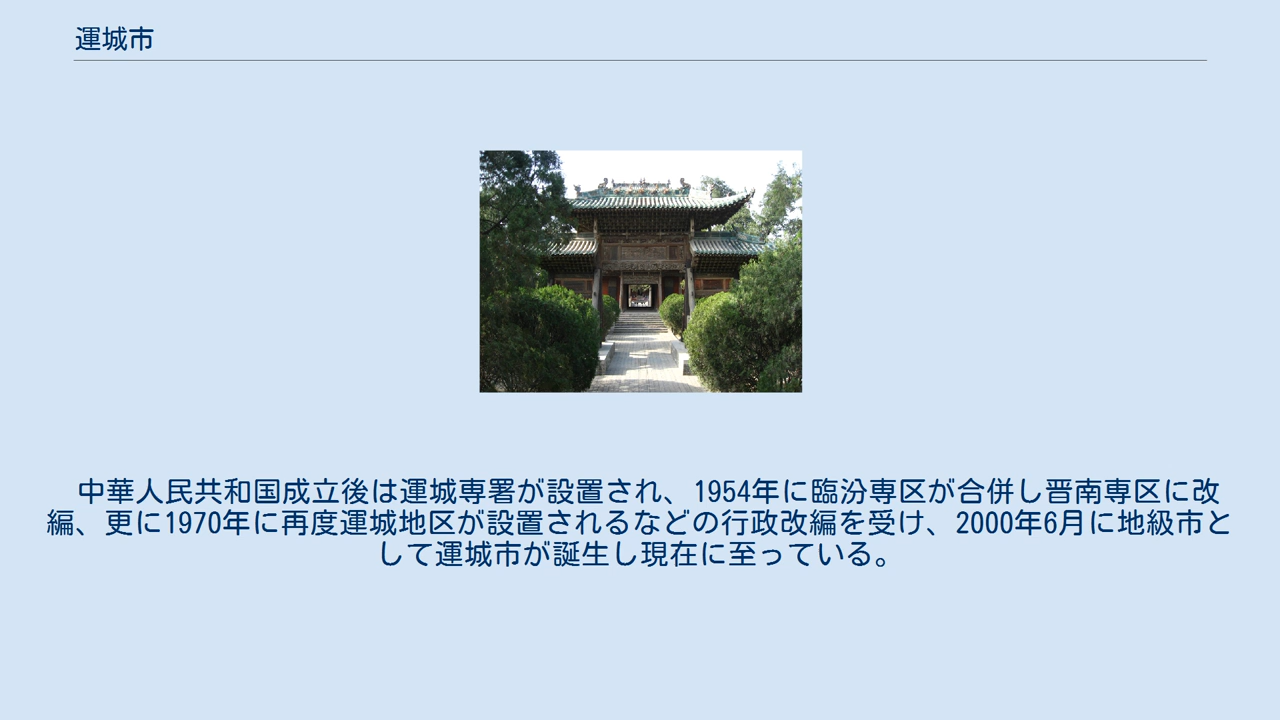 運城市
中華人民共和国成立後は運城専署が設置され、1954年に臨汾専区が合併し晋南専区に改
編、更に1970年に再度運城地区が設置されるなどの行政改編を受け、2000年6月に地級市と
して運城市が誕生し現在に至っている。